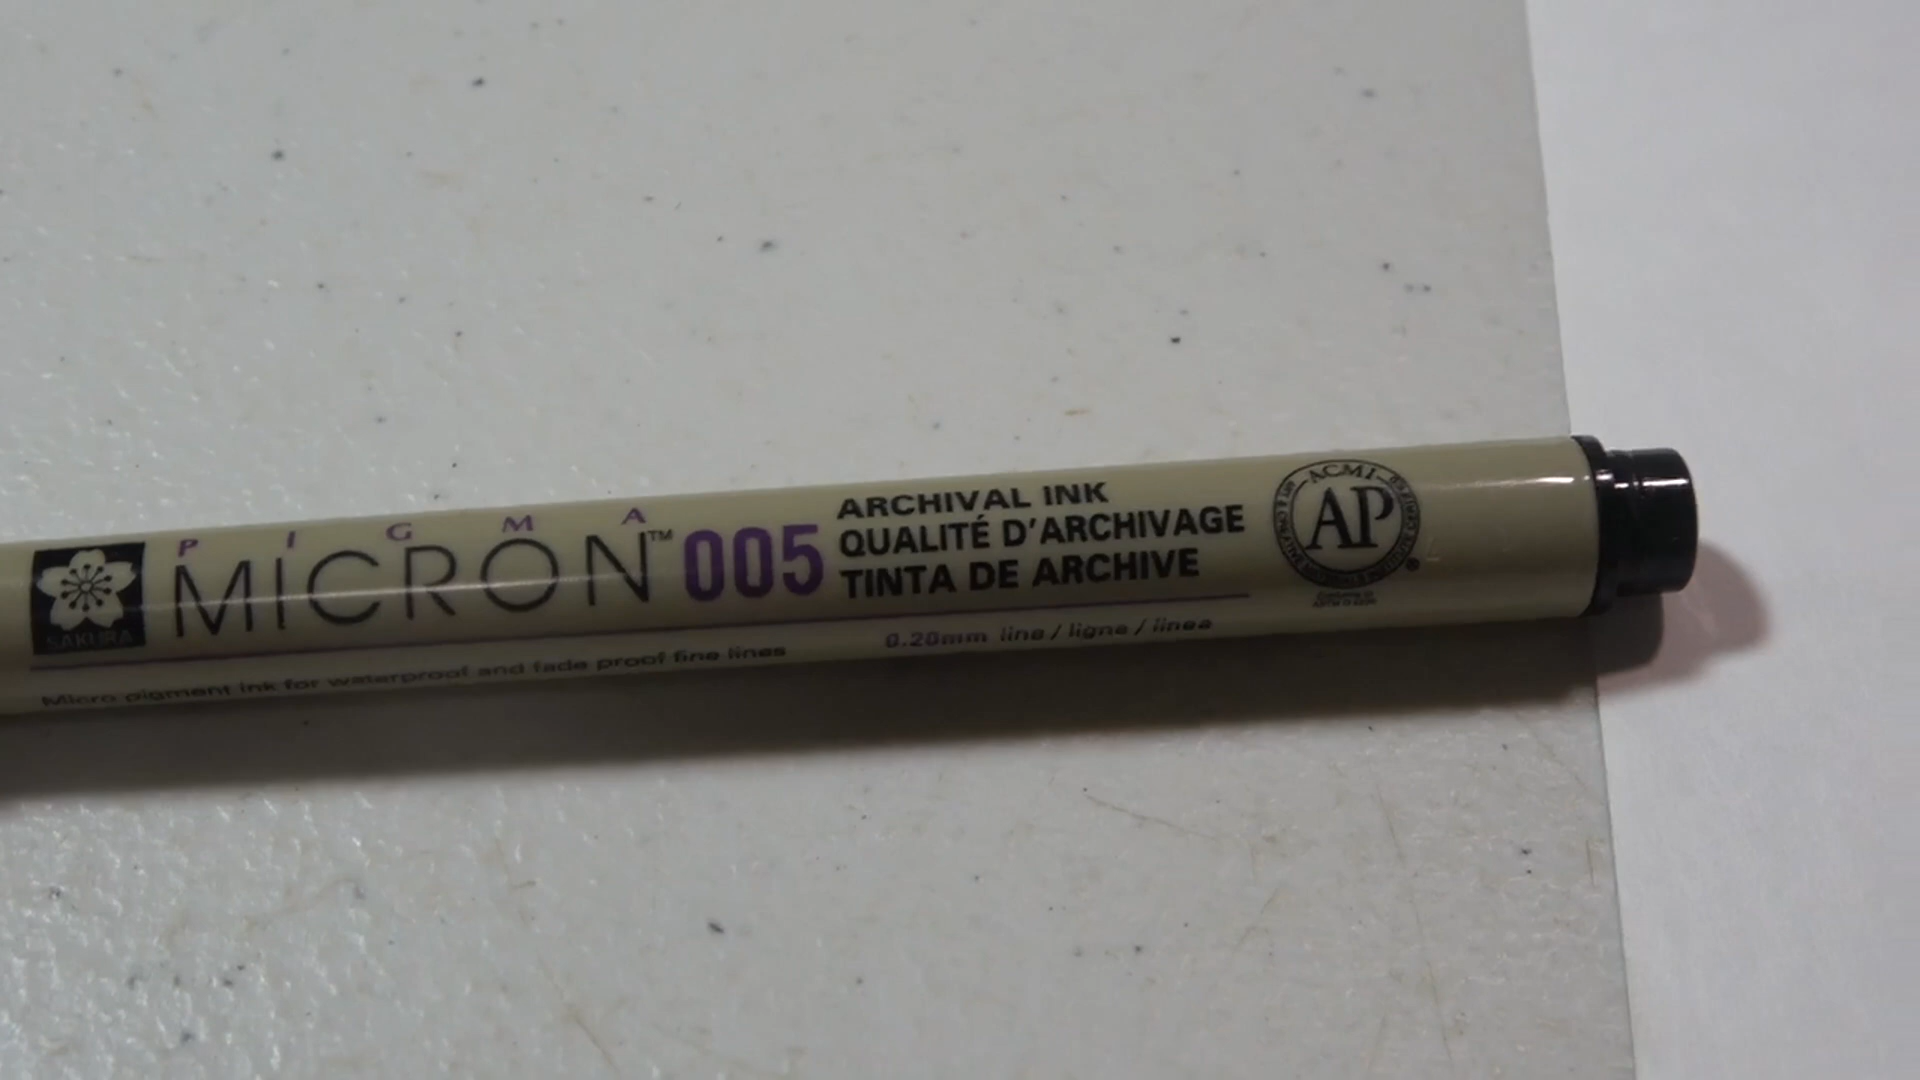 SAKURA
PIGMA
MICRON™ 005
ARCHIVAL INK
QUALITÉ D'ARCHIVAGE
TINTA DE ARCHIVE
Micro pigment ink for waterproof and fade proof fine lines
0.20mm line / ligne / linea
ACMI
AP